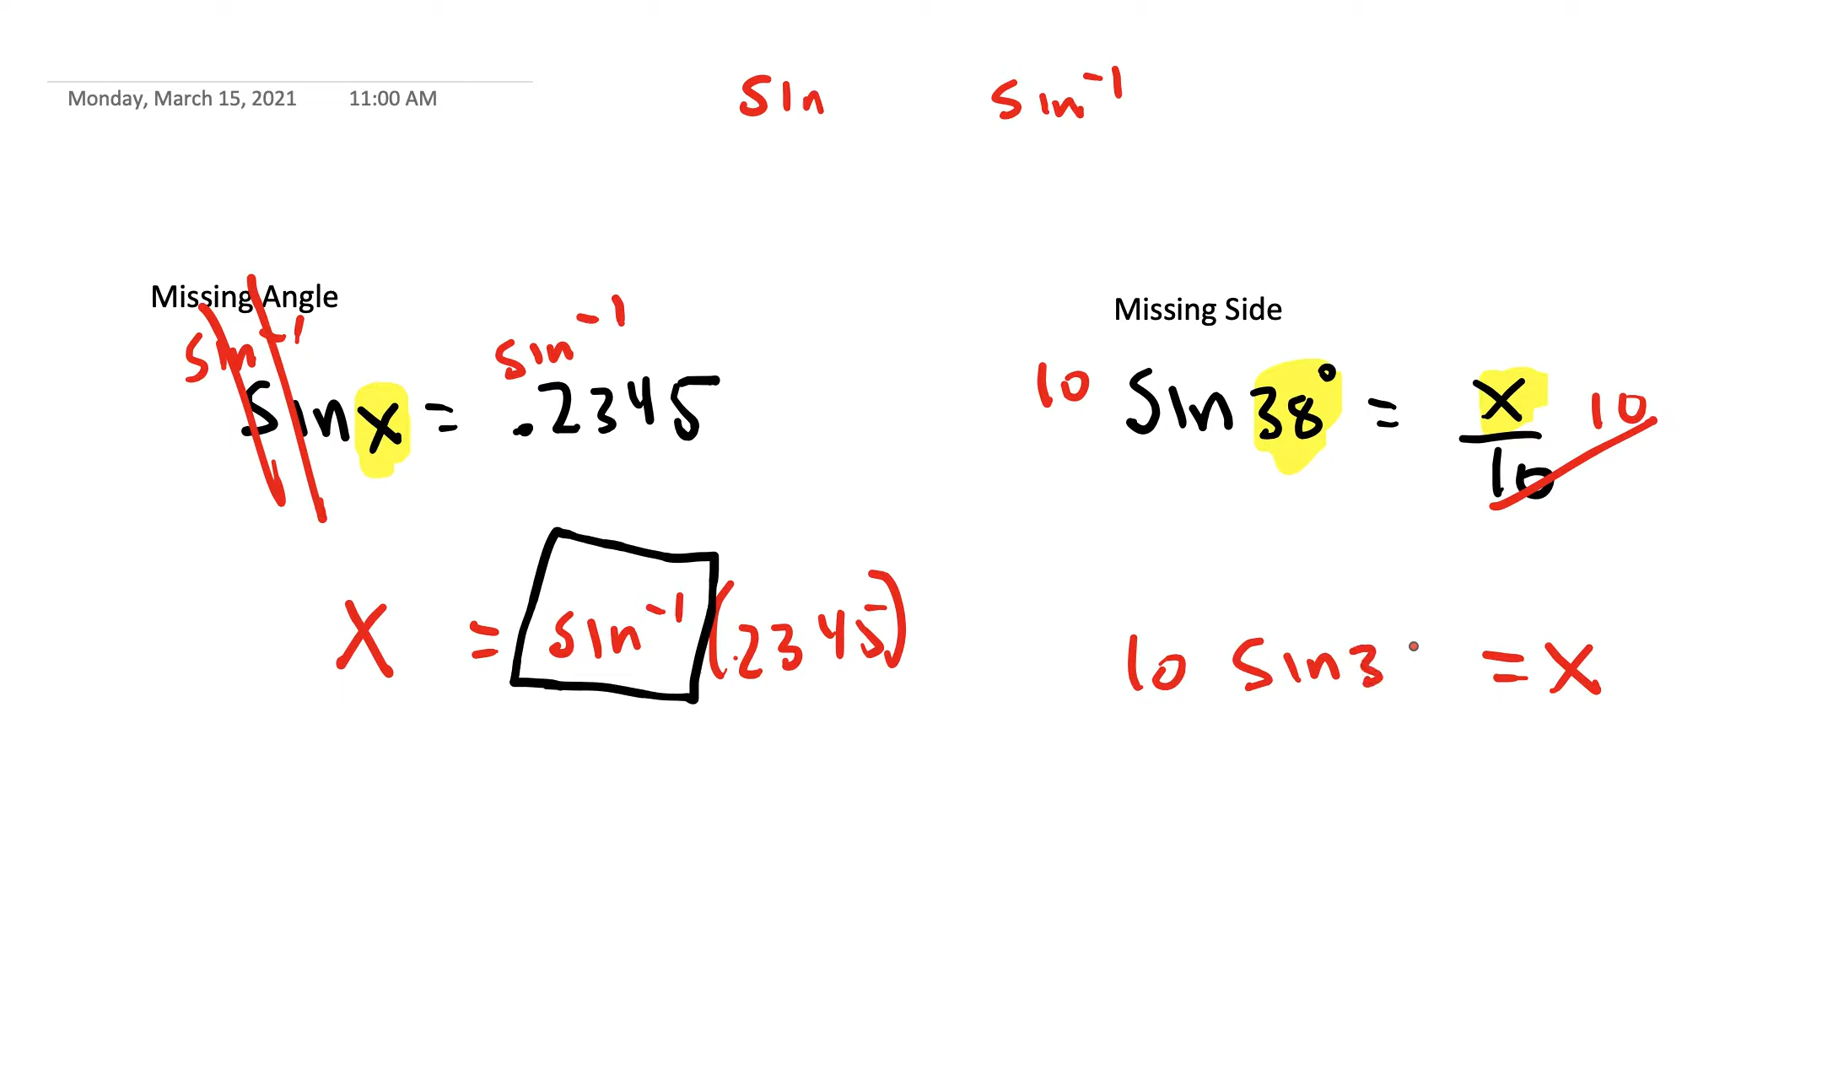 Monday, March 15, 2021 11:00 AM
sin sin⁻¹
Missing Angle
sin⁻¹ sin⁻¹
sin x = .2345
x = sin⁻¹(.2345)
Missing Side
10 sin 38° = x/10 10
10 sin 3 = x